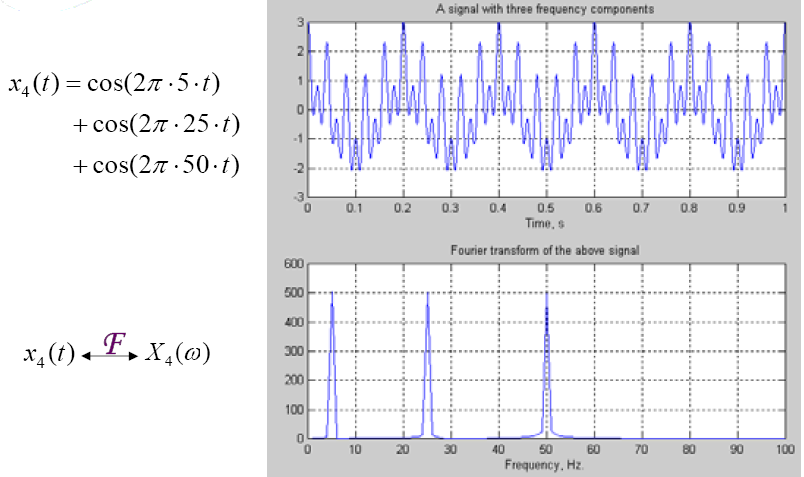 x₄(t) = cos(2π·5·t)
+ cos(2π·25·t)
+ cos(2π·50·t)
x₄(t) ⟷ℱ X₄(ω)
A signal with three frequency components
3
2
1
0
-1
-2
-3
0 0.1 0.2 0.3 0.4 0.5 0.6 0.7 0.8 0.9 1
Time, s
Fourier transform of the above signal
600
500
400
300
200
100
0
0 10 20 30 40 50 60 70 80 90 100
Frequency, Hz.